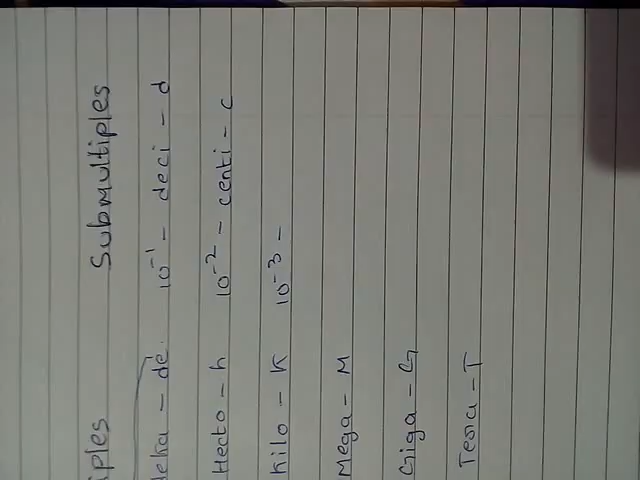 iples Submultiples
deka - de 10⁻¹ - deci - d
Hecto - h 10⁻² - centi - c
Kilo - K 10⁻³ -
Mega - M
Giga - G
Tera - T